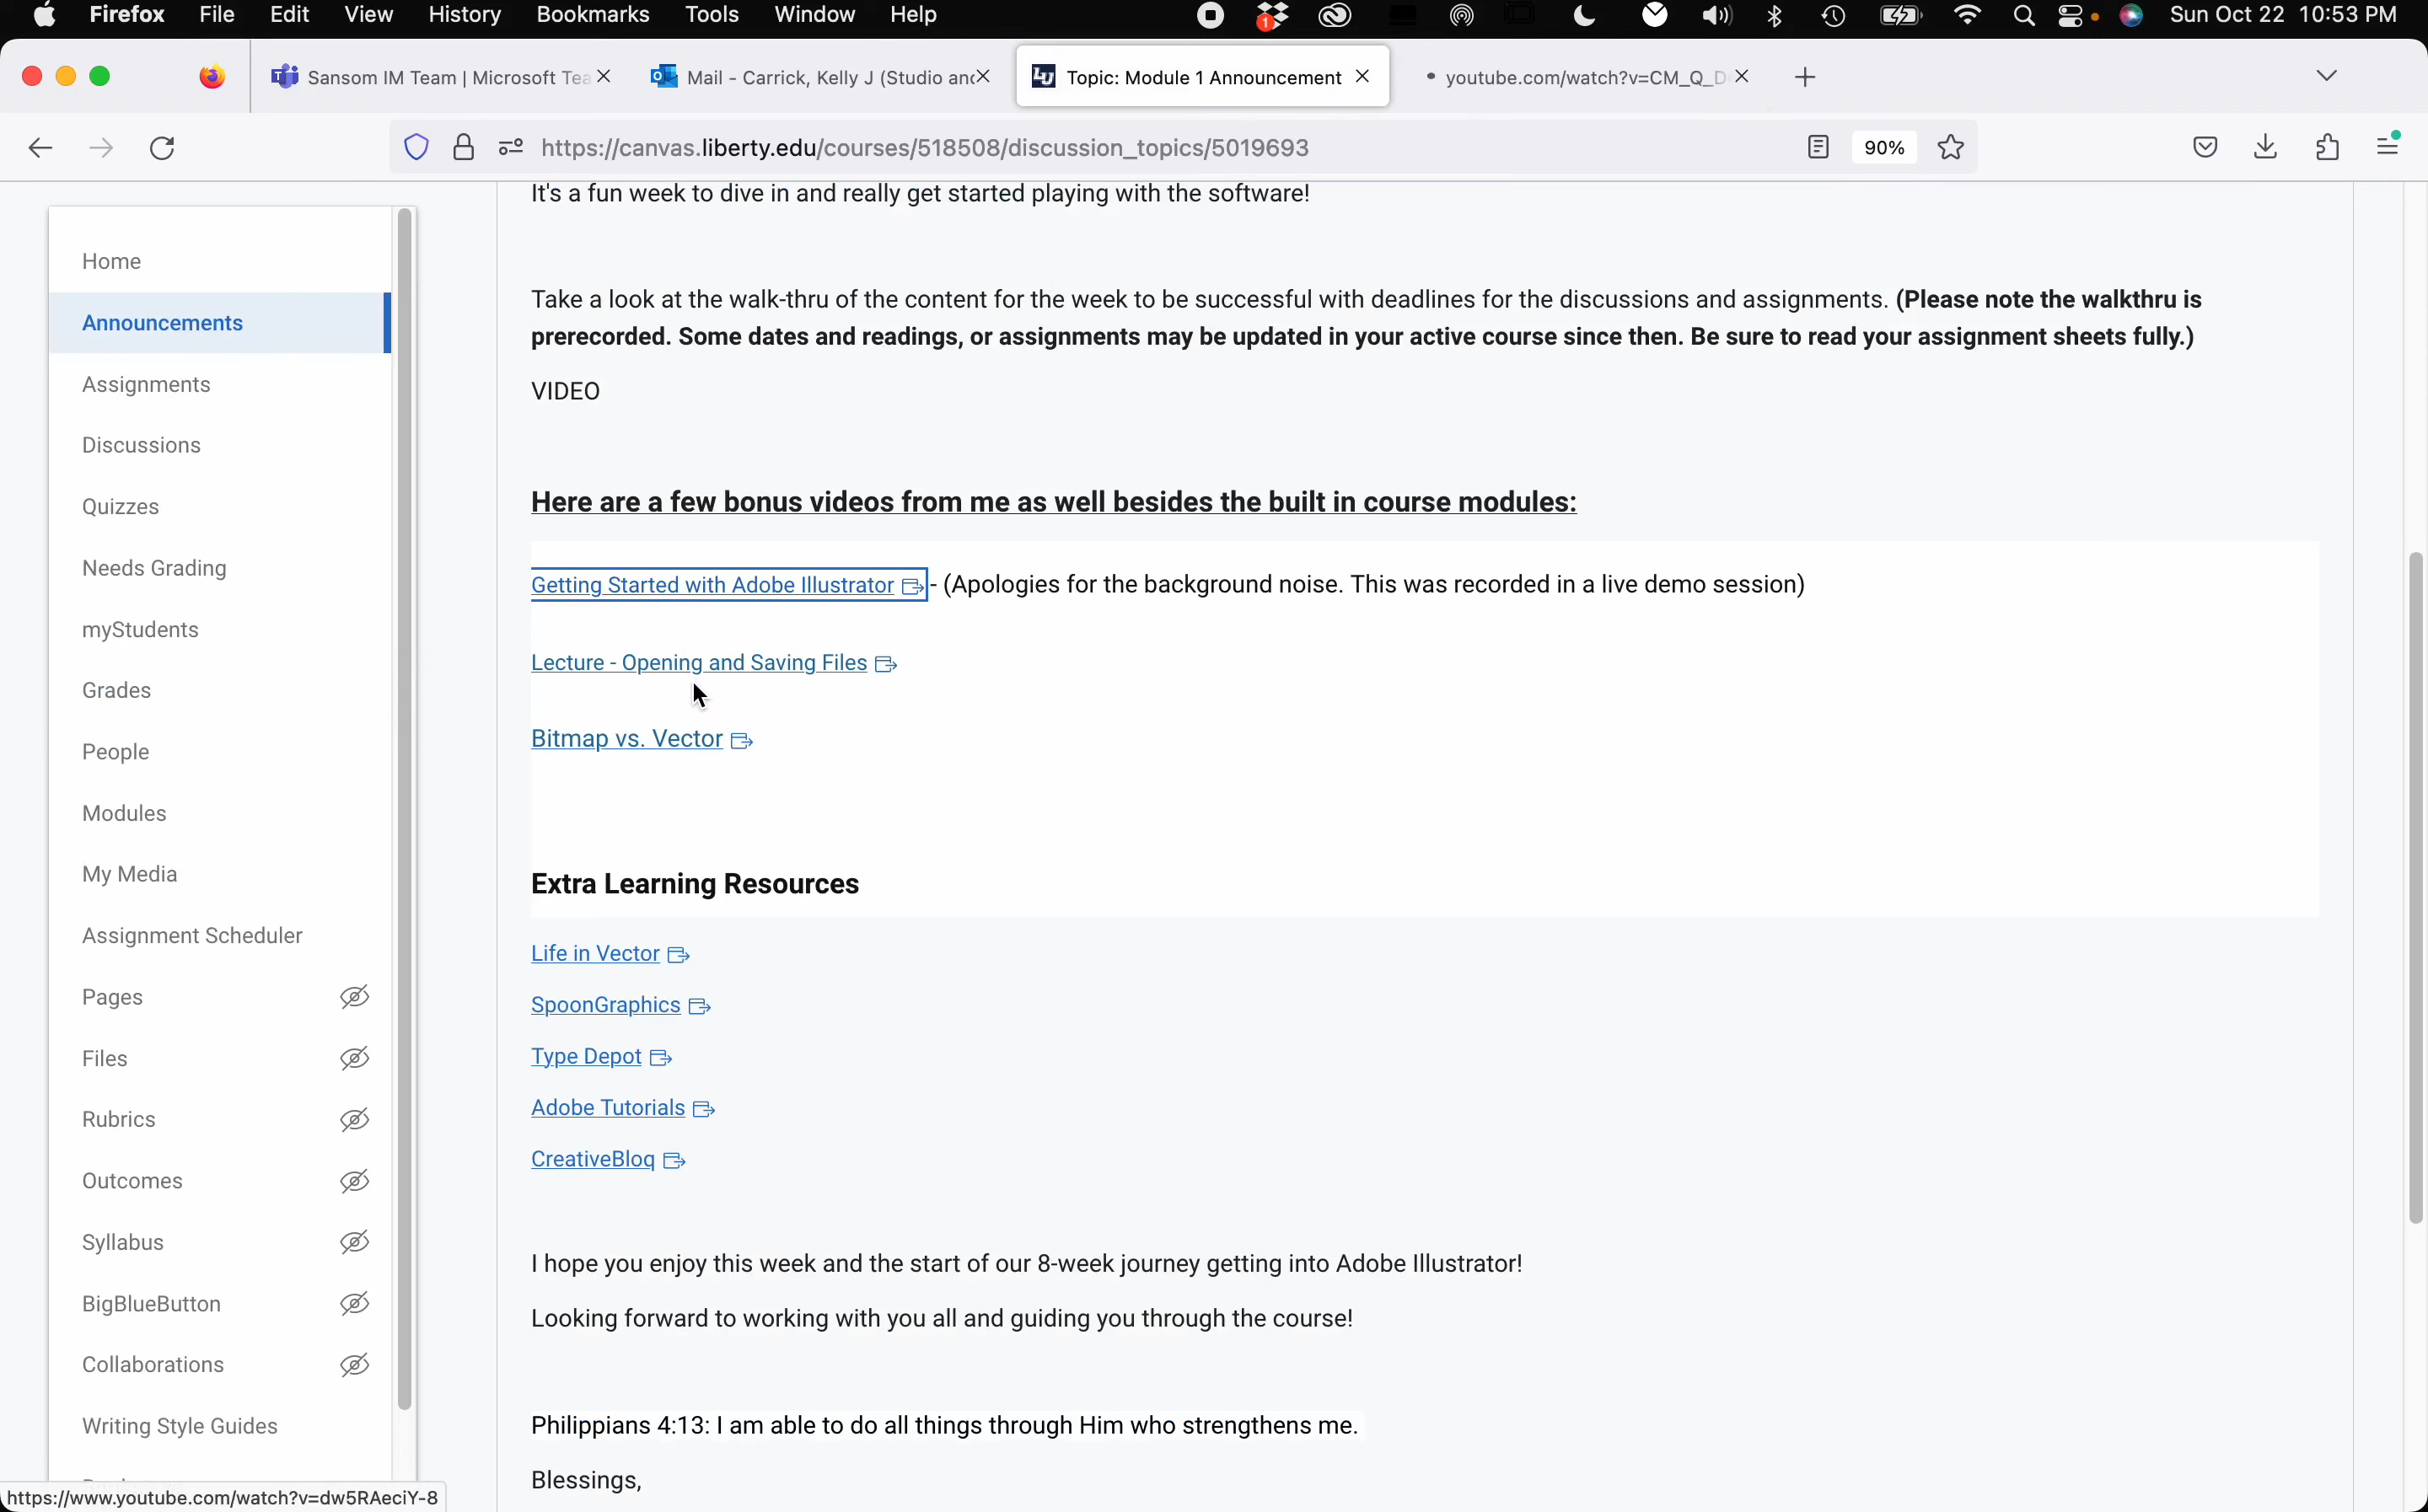 Firefox File Edit View History Bookmarks Tools Window Help 1 Sun Oct 22 10:53 PM
Sansom IM Team | Microsoft Tea
Mail - Carrick, Kelly J (Studio and
Topic: Module 1 Announcement
youtube.com/watch?v=CM_Q_D
https://canvas.liberty.edu/courses/518508/discussion_topics/5019693
90%
Home
Announcements
Assignments
Discussions
Quizzes
Needs Grading
myStudents
Grades
People
Modules
My Media
Assignment Scheduler
Pages
Files
Rubrics
Outcomes
Syllabus
BigBlueButton
Collaborations
Writing Style Guides
https://www.youtube.com/watch?v=dw5RAeciY-8
It's a fun week to dive in and really get started playing with the software!
Take a look at the walk-thru of the content for the week to be successful with deadlines for the discussions and assignments. (Please note the walkthru is
prerecorded. Some dates and readings, or assignments may be updated in your active course since then. Be sure to read your assignment sheets fully.)
VIDEO
Here are a few bonus videos from me as well besides the built in course modules:
Getting Started with Adobe Illustrator - (Apologies for the background noise. This was recorded in a live demo session)
Lecture - Opening and Saving Files
Bitmap vs. Vector
Extra Learning Resources
Life in Vector
SpoonGraphics
Type Depot
Adobe Tutorials
CreativeBloq
I hope you enjoy this week and the start of our 8-week journey getting into Adobe Illustrator!
Looking forward to working with you all and guiding you through the course!
Philippians 4:13: I am able to do all things through Him who strengthens me.
Blessings,